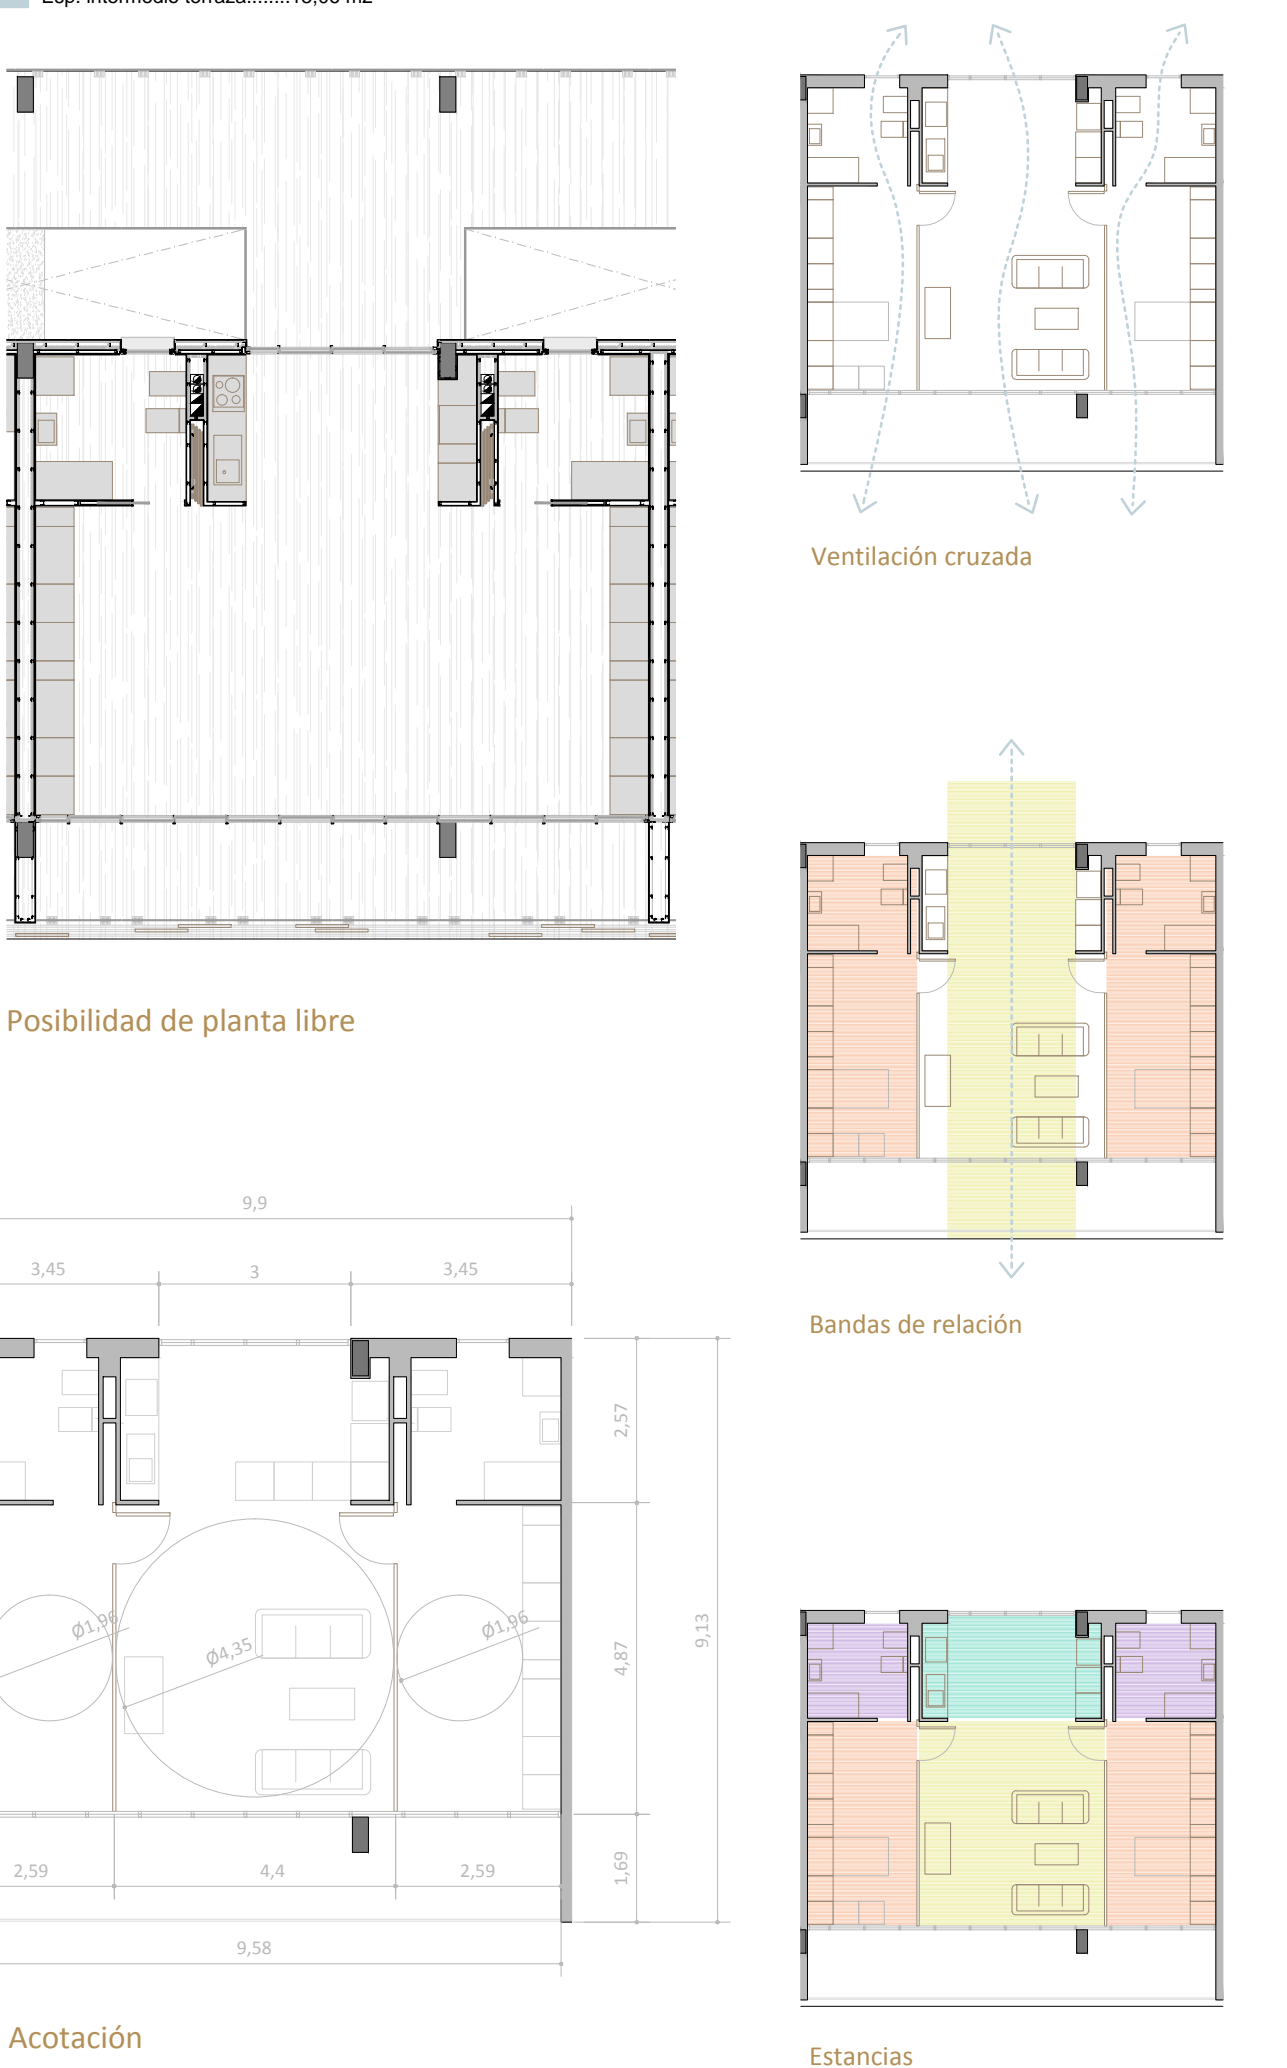 Ventilación cruzada
Posibilidad de planta libre
Bandas de relación
9,9
3,45
3
3,45
2,57
4,87
1,69
9,13
Ø1,96
Ø4,35
Ø1,96
2,59
4,4
2,59
9,58
Acotación
Estancias